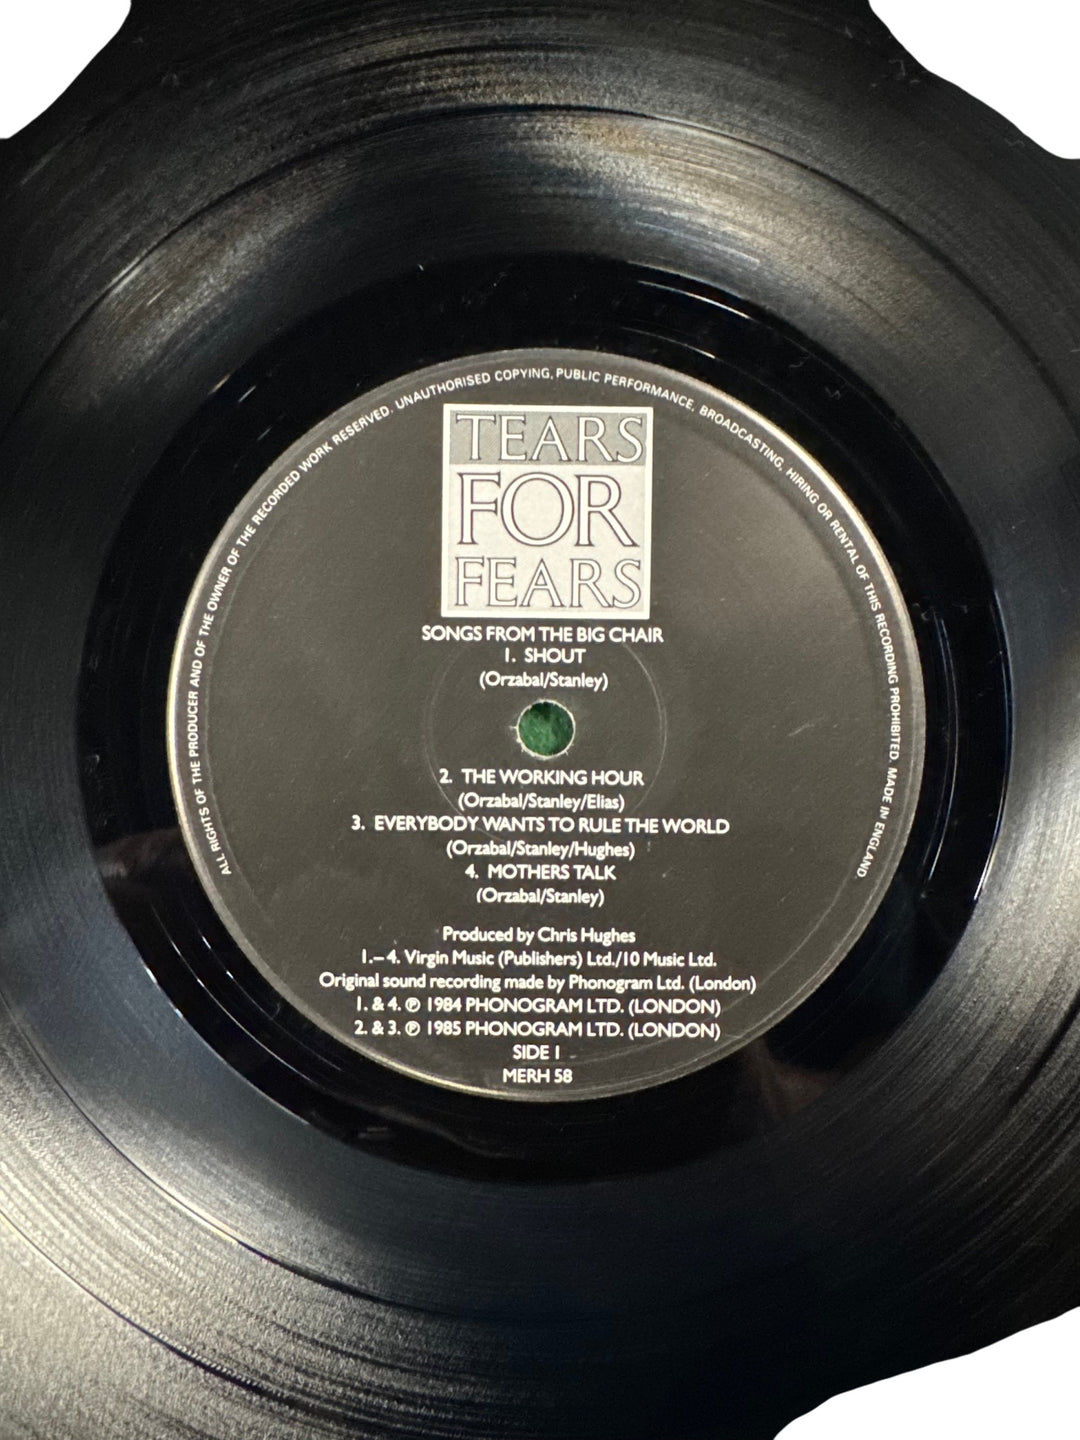 ALL RIGHTS OF THE PRODUCER AND OF THE OWNER OF THE RECORDED WORK RESERVED. UNAUTHORISED COPYING, PUBLIC PERFORMANCE, BROADCASTING, HIRING OR RENTAL OF THIS RECORDING PROHIBITED. MADE IN ENGLAND.
TEARS
FOR
FEARS
SONGS FROM THE BIG CHAIR
1. SHOUT
(Orzabal/Stanley)
2. THE WORKING HOUR
(Orzabal/Stanley/Elias)
3. EVERYBODY WANTS TO RULE THE WORLD
(Orzabal/Stanley/Hughes)
4. MOTHERS TALK
(Orzabal/Stanley)
Produced by Chris Hughes
1.–4. Virgin Music (Publishers) Ltd./10 Music Ltd.
Original sound recording made by Phonogram Ltd. (London)
1. & 4. ℗ 1984 PHONOGRAM LTD. (LONDON)
2. & 3. ℗ 1985 PHONOGRAM LTD. (LONDON)
SIDE 1
MERH 58